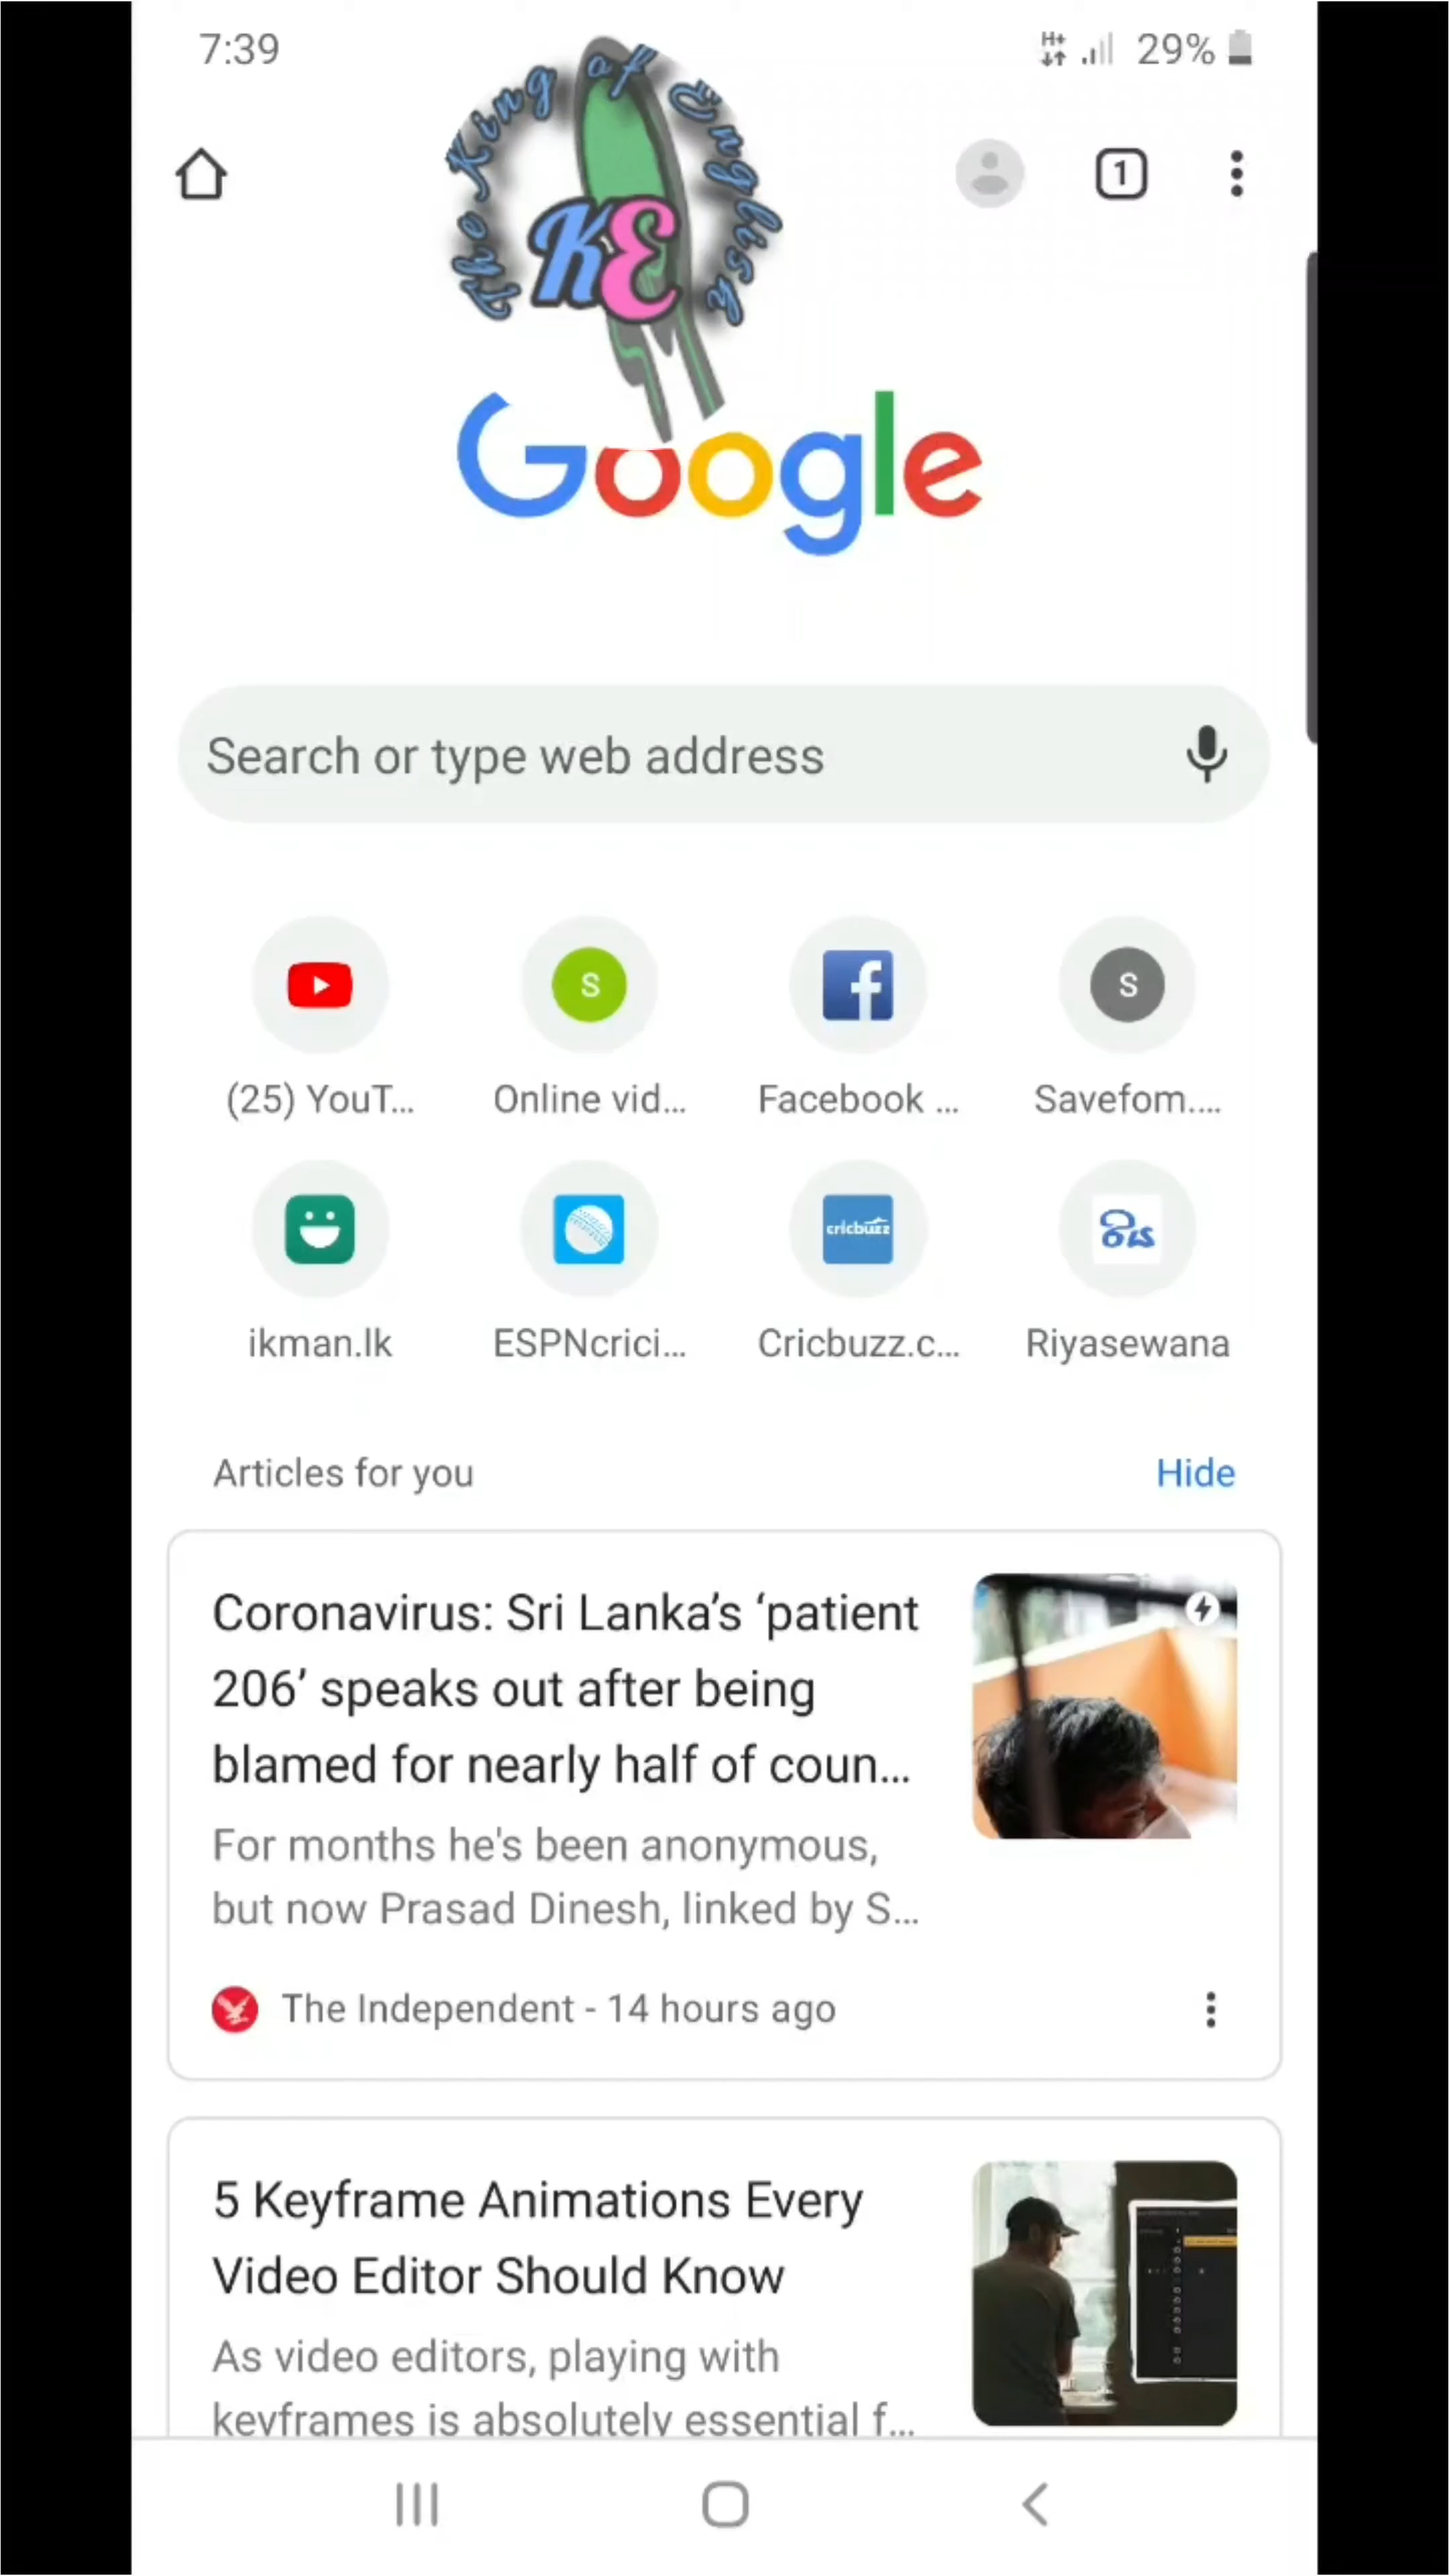 7:39
H+
29%
The King of English
KE
1
Google
Search or type web address
S
S
(25) YouT...
Online vid...
Facebook ...
Savefom....
cricbuzz
රිය
ikman.lk
ESPNcrici...
Cricbuzz.c...
Riyasewana
Articles for you
Hide
Coronavirus: Sri Lanka’s ‘patient
206’ speaks out after being
blamed for nearly half of coun...
For months he's been anonymous,
but now Prasad Dinesh, linked by S...
The Independent - 14 hours ago
5 Keyframe Animations Every
Video Editor Should Know
As video editors, playing with
keyframes is absolutely essential f...